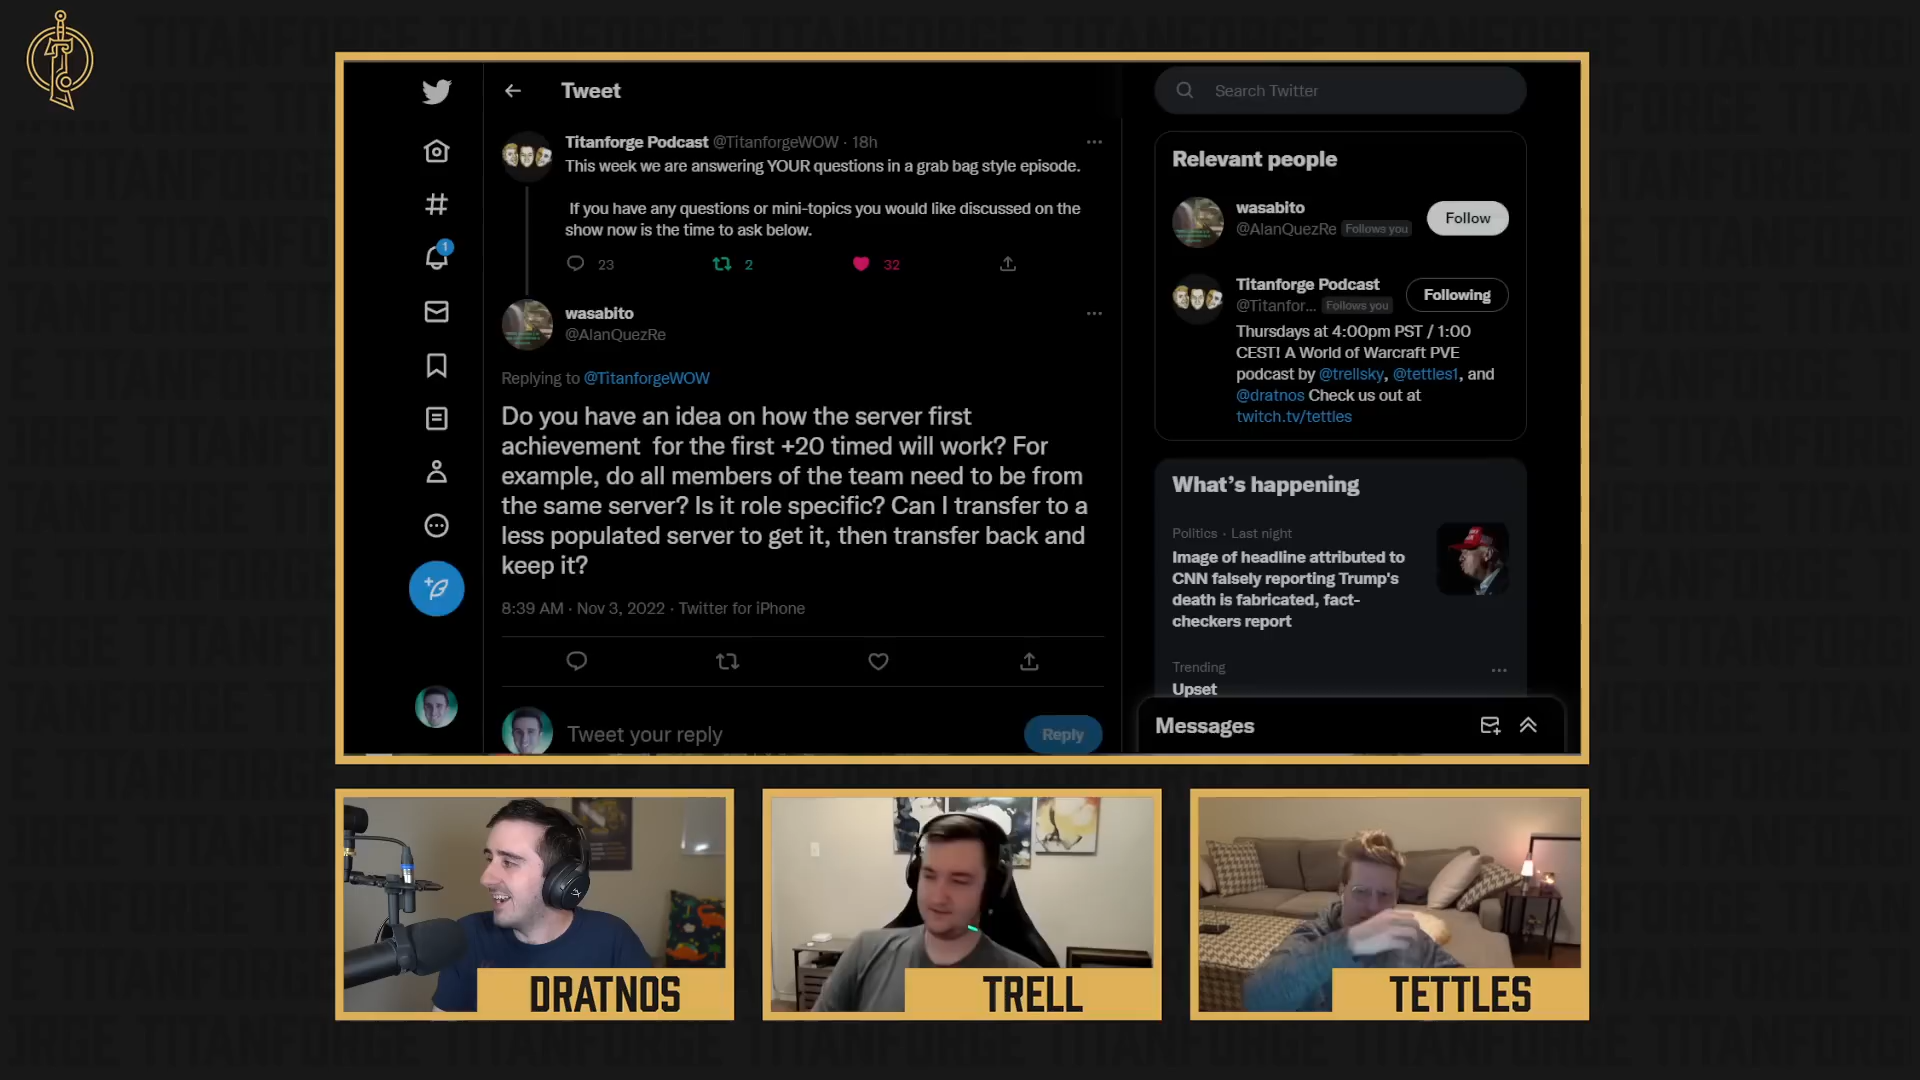 Tweet
Titanforge Podcast @TitanforgeWOW · 18h
This week we are answering YOUR questions in a grab bag style episode.
If you have any questions or mini-topics you would like discussed on the
show now is the time to ask below.
23
2
32
wasabito
@AlanQuezRe
Replying to @TitanforgeWOW
Do you have an idea on how the server first
achievement for the first +20 timed will work? For
example, do all members of the team need to be from
the same server? Is it role specific? Can I transfer to a
less populated server to get it, then transfer back and
keep it?
8:39 AM · Nov 3, 2022 · Twitter for iPhone
Tweet your reply
Reply
1
Search Twitter
Relevant people
wasabito
@AlanQuezRe Follows you
Follow
Titanforge Podcast
@Titanfor... Follows you
Following
Thursdays at 4:00pm PST / 1:00
CEST! A World of Warcraft PVE
podcast by @trellsky, @tettles1, and
@dratnos Check us out at
twitch.tv/tettles
What's happening
Politics · Last night
Image of headline attributed to
CNN falsely reporting Trump's
death is fabricated, fact-
checkers report
Trending
Upset
Messages
DRATNOS
TRELL
TETTLES